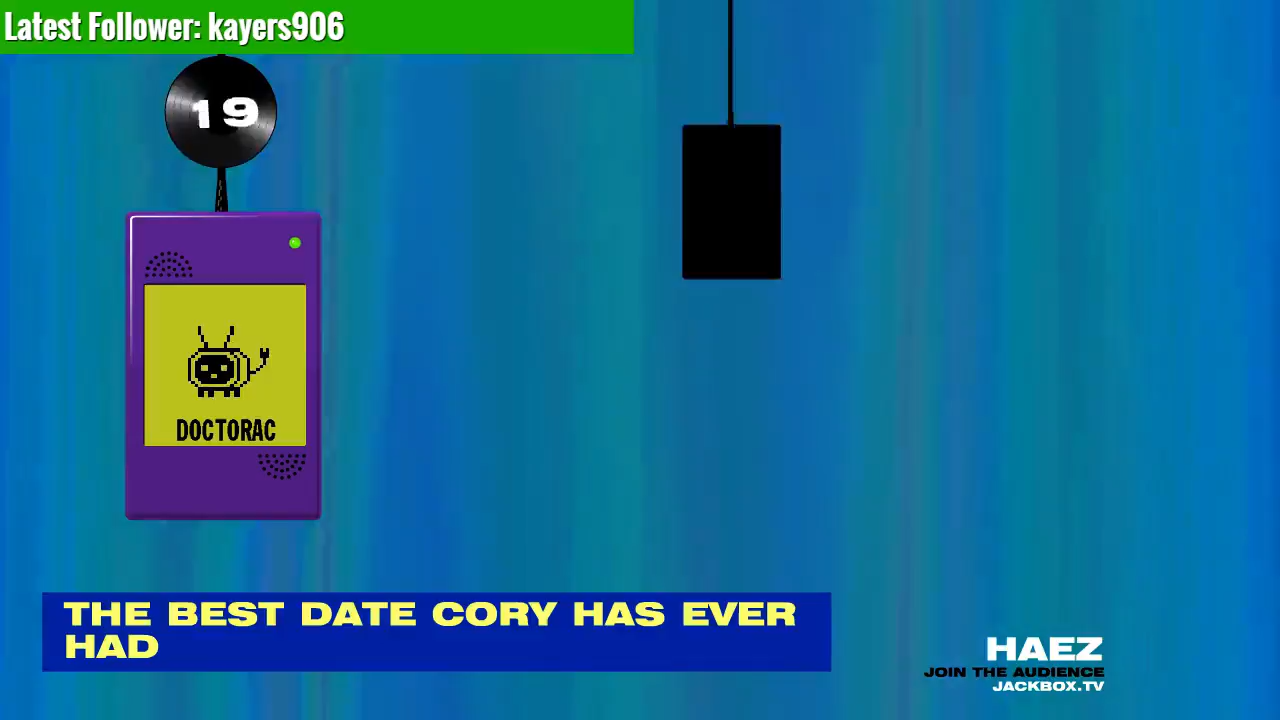 Latest Follower: kayers906
19
DOCTORAC
THE BEST DATE CORY HAS EVER
HAD
HAEZ
JOIN THE AUDIENCE
JACKBOX.TV